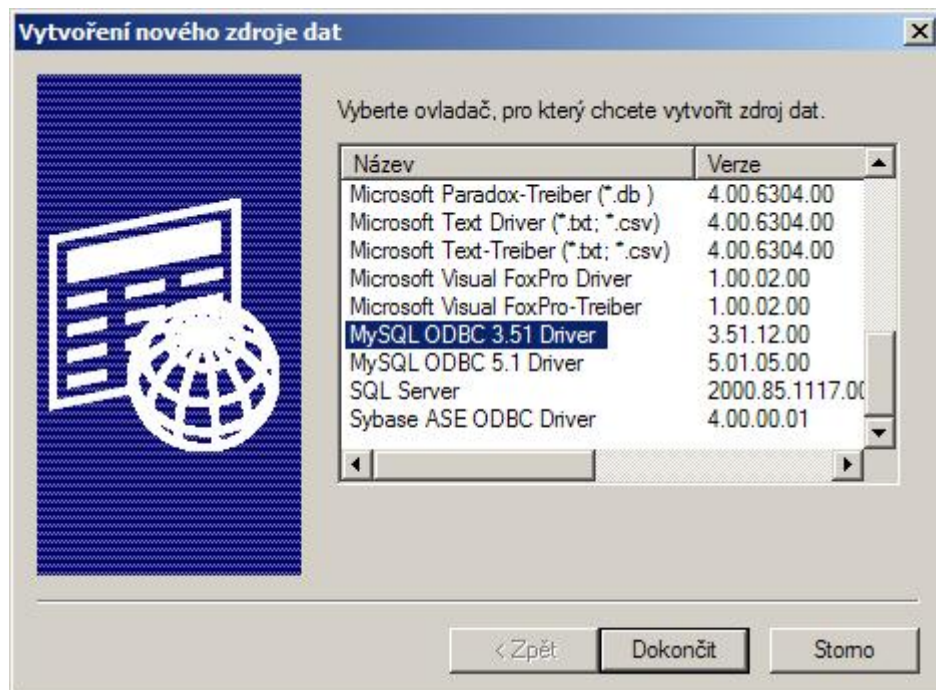 Vytvoření nového zdroje dat
Vyberte ovladač, pro který chcete vytvořit zdroj dat.
Název Verze
Microsoft Paradox-Treiber (*.db ) 4.00.6304.00
Microsoft Text Driver (*.txt; *.csv) 4.00.6304.00
Microsoft Text-Treiber (*.txt; *.csv) 4.00.6304.00
Microsoft Visual FoxPro Driver 1.00.02.00
Microsoft Visual FoxPro-Treiber 1.00.02.00
MySQL ODBC 3.51 Driver 3.51.12.00
MySQL ODBC 5.1 Driver 5.01.05.00
SQL Server 2000.85.1117.00
Sybase ASE ODBC Driver 4.00.00.01
< Zpět Dokončit Storno